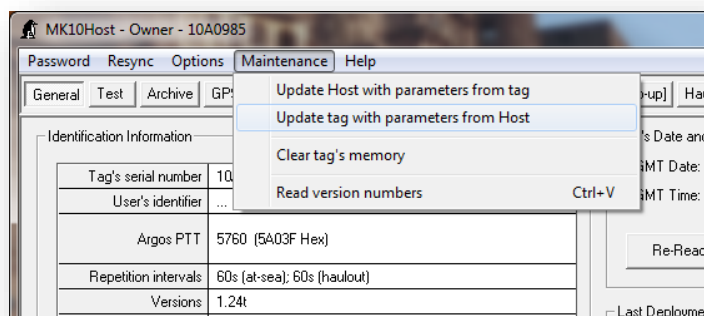 MK10Host - Owner - 10A0985
Password Resync Options Maintenance Help
General Test Archive
Update Host with parameters from tag
Update tag with parameters from Host
Clear tag's memory
Read version numbers Ctrl+V
Identification Information
Tag's serial number
User's identifier ...
Argos PTT 5760 (5A03F Hex)
Repetition intervals 60s (at-sea); 60s (haulout)
Versions 1.24t
Date
GMT Date:
GMT Time:
Last